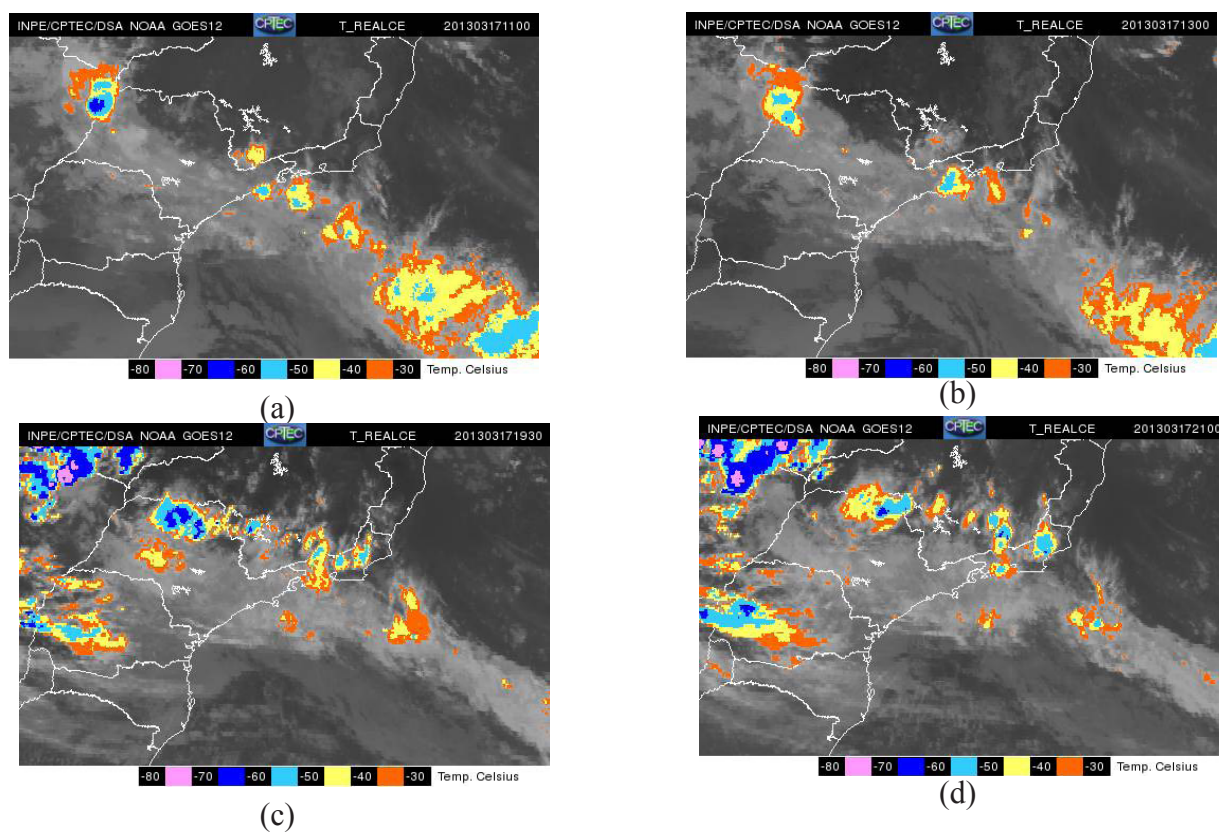 INPE/CPTEC/DSA NOAA GOES12 CPTEC T_REALCE 201303171100
-80 -70 -60 -50 -40 -30 Temp. Celsius
(a)
INPE/CPTEC/DSA NOAA GOES12 CPTEC T_REALCE 201303171300
-80 -70 -60 -50 -40 -30 Temp. Celsius
(b)
INPE/CPTEC/DSA NOAA GOES12 CPTEC T_REALCE 201303171930
-80 -70 -60 -50 -40 -30 Temp. Celsius
(c)
INPE/CPTEC/DSA NOAA GOES12 CPTEC T_REALCE 201303172100
-80 -70 -60 -50 -40 -30 Temp. Celsius
(d)